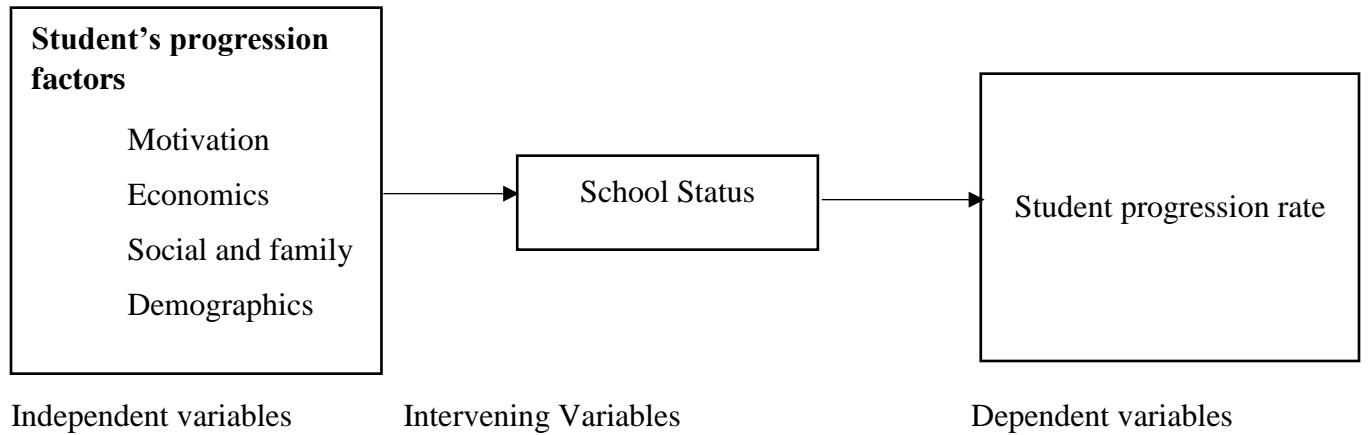 Student’s progression
factors
Motivation
Economics
Social and family
Demographics
School Status
Student progression rate
Independent variables
Intervening Variables
Dependent variables